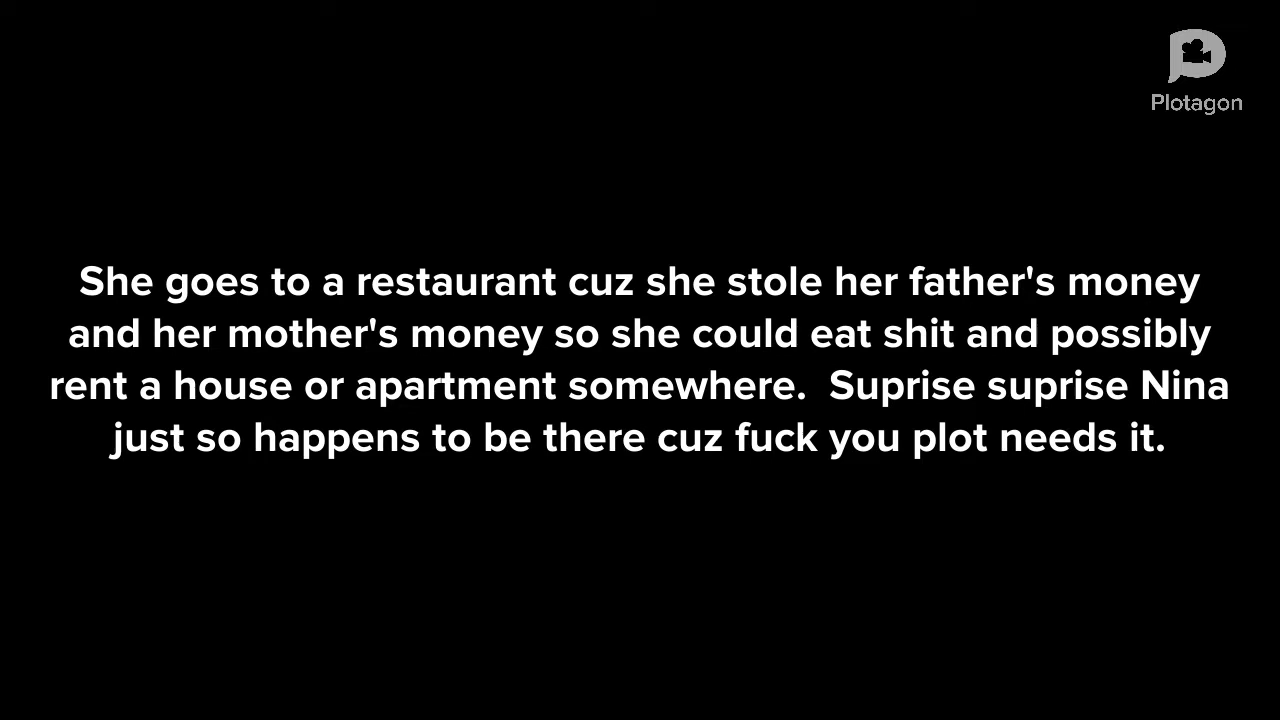 Plotagon
She goes to a restaurant cuz she stole her father's money
and her mother's money so she could eat shit and possibly
rent a house or apartment somewhere.  Suprise suprise Nina
just so happens to be there cuz fuck you plot needs it.